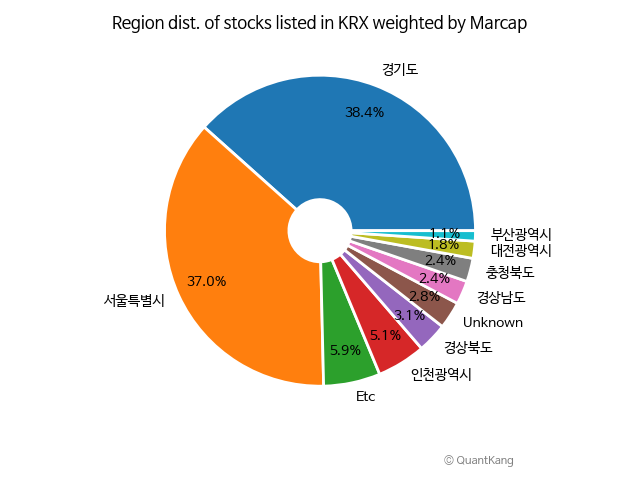 Region dist. of stocks listed in KRX weighted by Marcap
경기도
38.4%
서울특별시
37.0%
Etc
5.9%
인천광역시
5.1%
경상북도
3.1%
Unknown
2.8%
경상남도
2.4%
충청북도
2.4%
대전광역시
1.8%
부산광역시
1.1%
© QuantKang